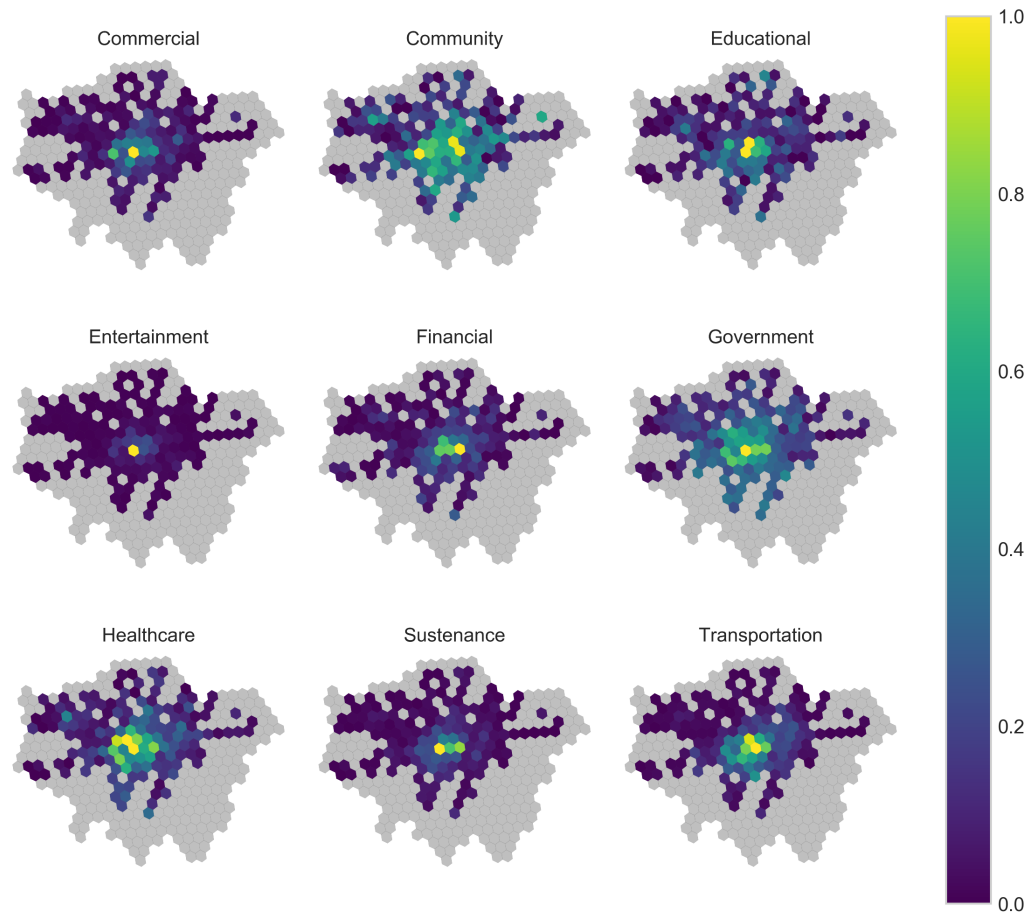 Commercial
Community
Educational
Entertainment
Financial
Government
Healthcare
Sustenance
Transportation
1.0
0.8
0.6
0.4
0.2
0.0